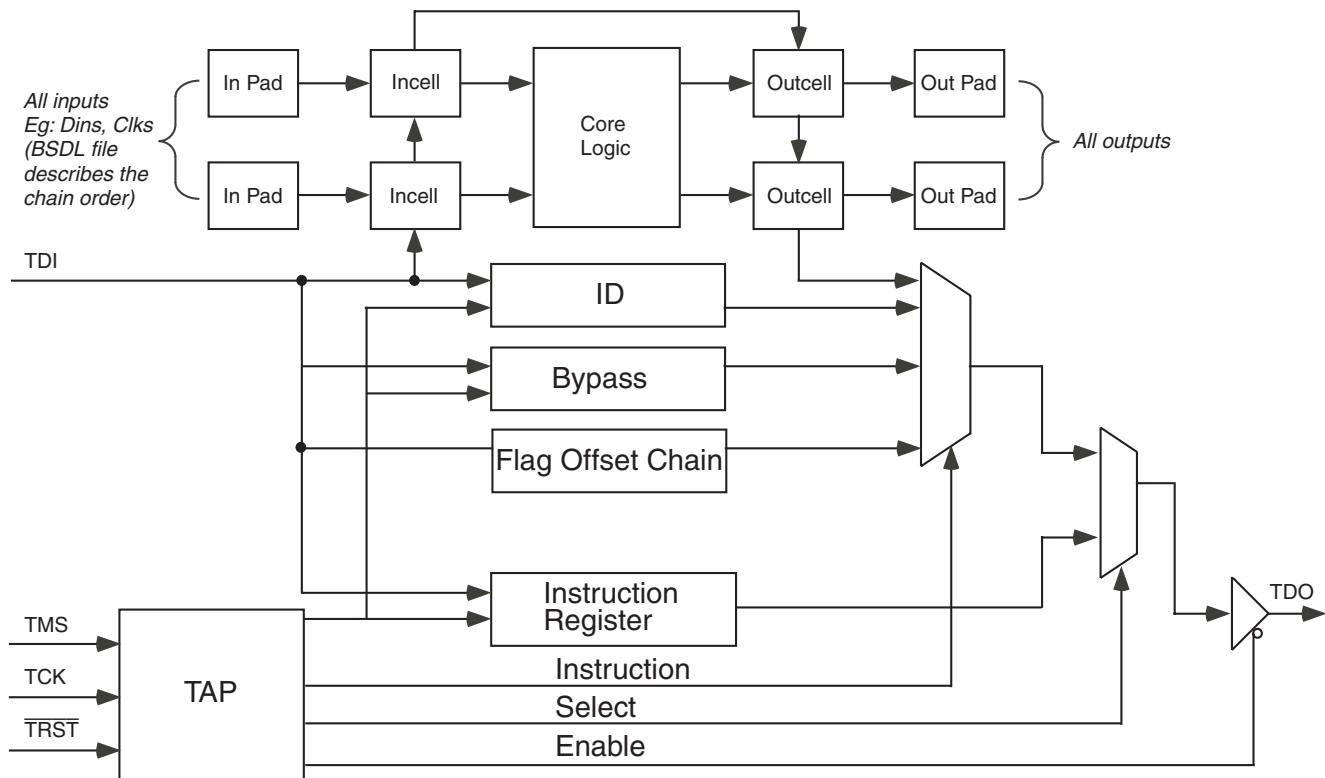 In Pad
Incell
Core
Logic
Outcell
Out Pad
All inputs
Eg: Dins, Clks
(BSDL file
describes the
chain order)
All outputs
In Pad
Incell
Outcell
Out Pad
TDI
ID
Bypass
Flag Offset Chain
Instruction
Register
TDO
TMS
TCK
TRST
TAP
Instruction
Select
Enable